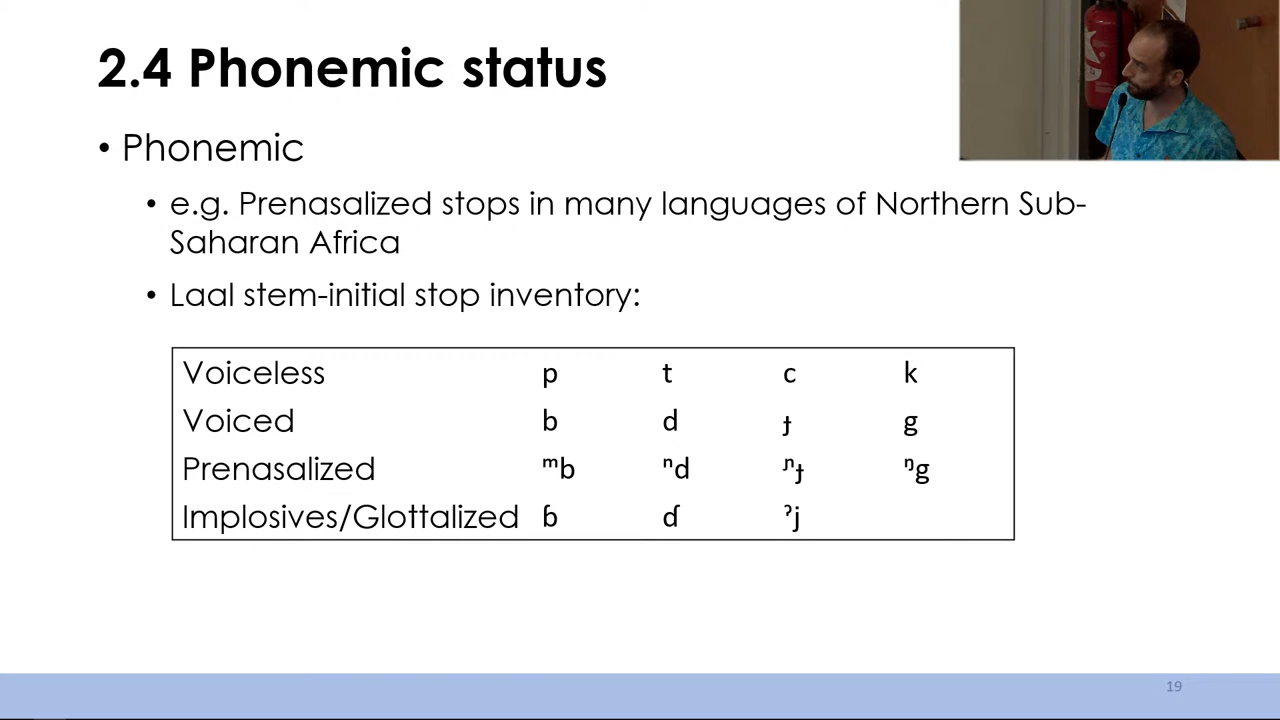 2.4 Phonemic status
• Phonemic
• e.g. Prenasalized stops in many languages of Northern Sub-
Saharan Africa
• Laal stem-initial stop inventory:
Voiceless p t c k
Voiced b d ɟ g
Prenasalized ᵐb ⁿd ᶮɟ ᵑg
Implosives/Glottalized ɓ ɗ ˀj
19